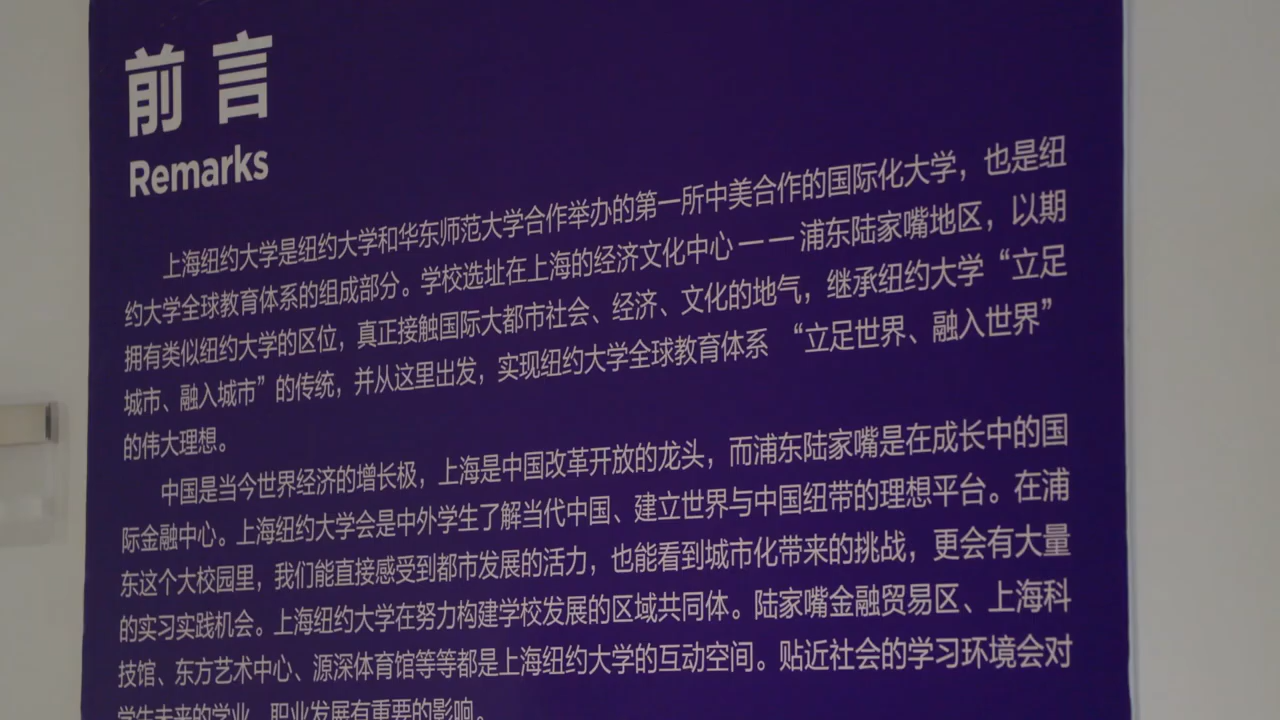 前言
Remarks
上海纽约大学是纽约大学和华东师范大学合作举办的第一所中美合作的国际化大学，也是纽
约大学全球教育体系的组成部分。学校选址在上海的经济文化中心——浦东陆家嘴地区，以期
拥有类似纽约大学的区位，真正接触国际大都市社会、经济、文化的地气，继承纽约大学“立足
城市、融入城市”的传统，并从这里出发，实现纽约大学全球教育体系 “立足世界、融入世界”
的伟大理想。
中国是当今世界经济的增长极，上海是中国改革开放的龙头，而浦东陆家嘴是在成长中的国
际金融中心。上海纽约大学会是中外学生了解当代中国、建立世界与中国纽带的理想平台。在浦
东这个大校园里，我们能直接感受到都市发展的活力，也能看到城市化带来的挑战，更会有大量
的实习实践机会。上海纽约大学在努力构建学校发展的区域共同体。陆家嘴金融贸易区、上海科
技馆、东方艺术中心、源深体育馆等等都是上海纽约大学的互动空间。贴近社会的学习环境会对
学生未来的学业、职业发展有重要的影响。